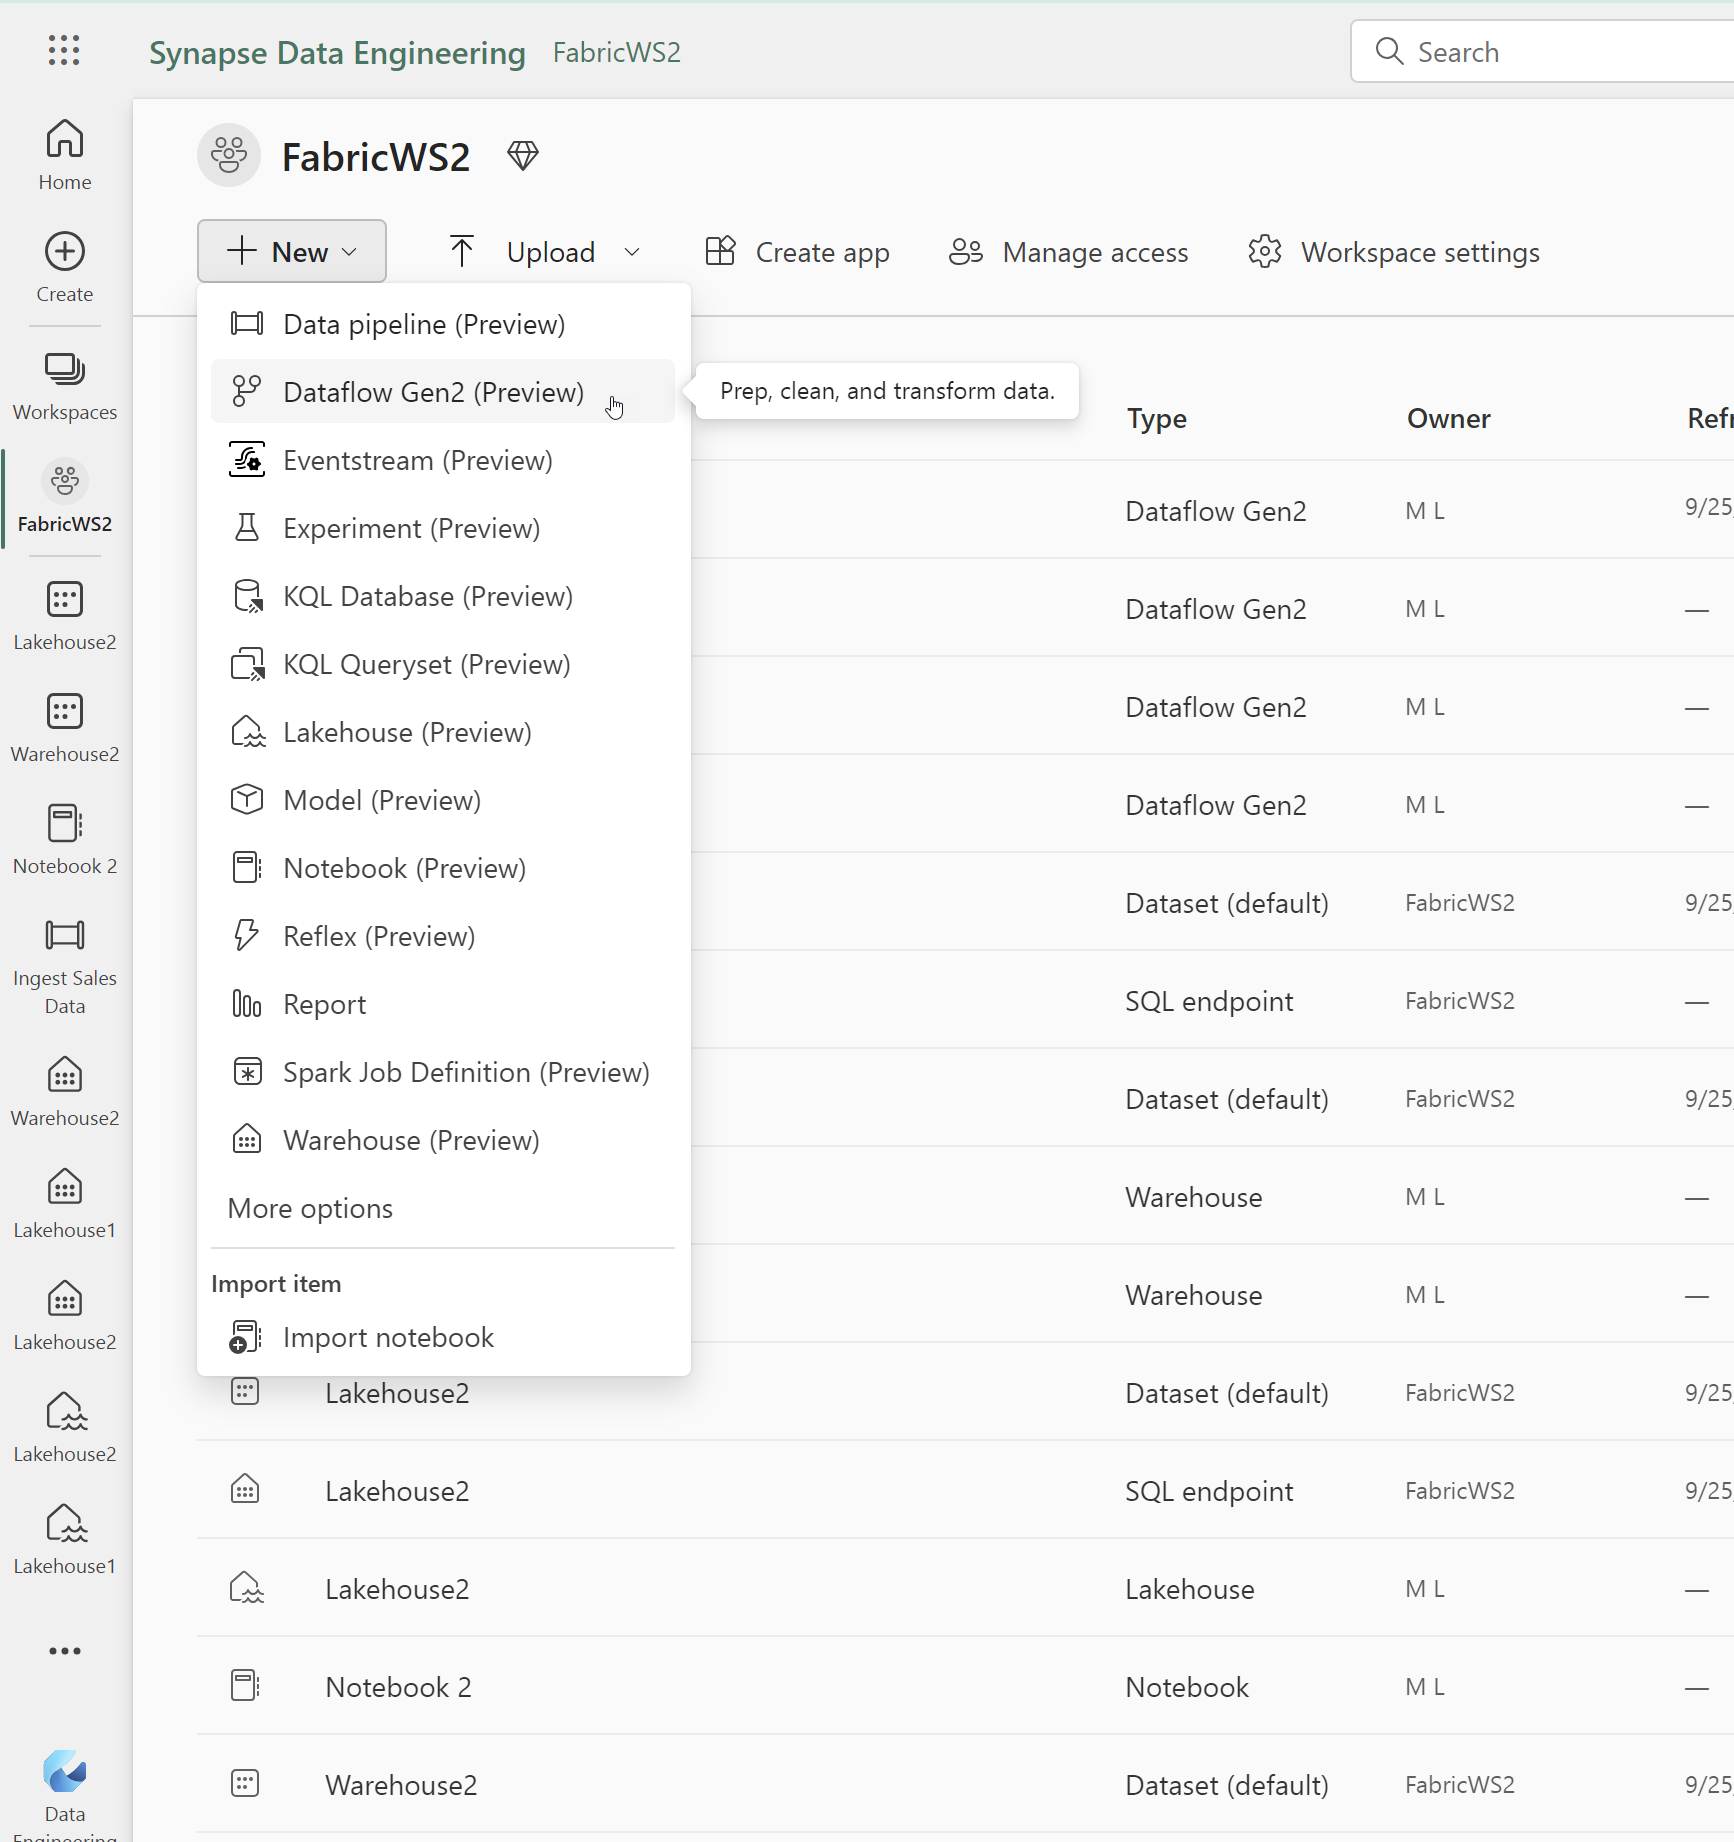 Synapse Data Engineering FabricWS2 Search
Home
Create
Workspaces
FabricWS2
Lakehouse2
Warehouse2
Notebook 2
Ingest Sales
Data
Warehouse2
Lakehouse1
Lakehouse2
Lakehouse2
Lakehouse1
Data
Engineering
FabricWS2
New Upload Create app Manage access Workspace settings
Data pipeline (Preview)
Dataflow Gen2 (Preview)
Eventstream (Preview)
Experiment (Preview)
KQL Database (Preview)
KQL Queryset (Preview)
Lakehouse (Preview)
Model (Preview)
Notebook (Preview)
Reflex (Preview)
Report
Spark Job Definition (Preview)
Warehouse (Preview)
More options
Import item
Import notebook
Prep, clean, and transform data.
Type Owner Refr
Dataflow Gen2 M L 9/25,
Dataflow Gen2 M L —
Dataflow Gen2 M L —
Dataflow Gen2 M L —
Dataset (default) FabricWS2 9/25,
SQL endpoint FabricWS2 —
Dataset (default) FabricWS2 9/25,
Warehouse M L —
Warehouse M L —
Lakehouse2 Dataset (default) FabricWS2 9/25,
Lakehouse2 SQL endpoint FabricWS2 9/25,
Lakehouse2 Lakehouse M L —
Notebook 2 Notebook M L —
Warehouse2 Dataset (default) FabricWS2 9/25,